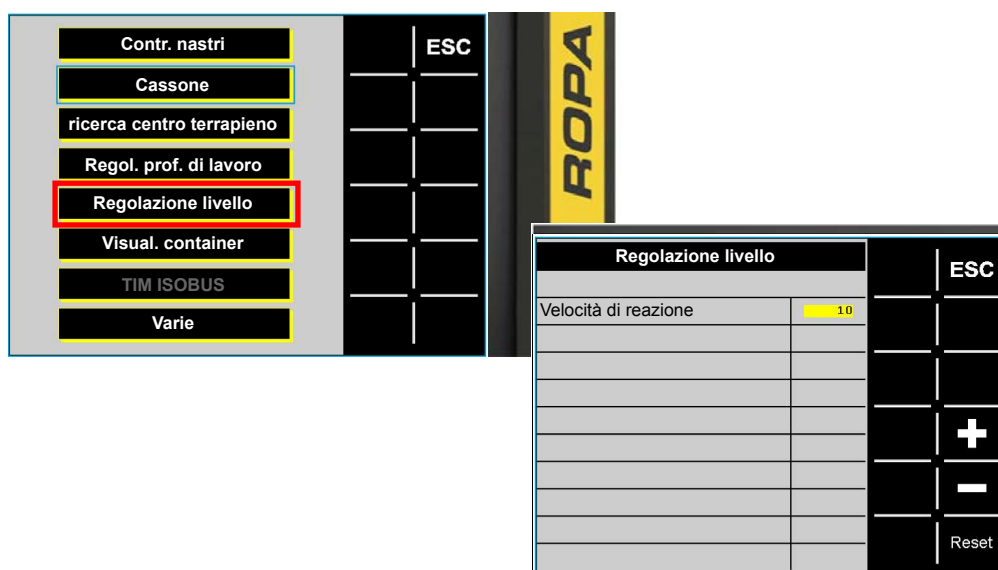 Contr. nastri
ESC
Cassone
ricerca centro terrapieno
Regol. prof. di lavoro
Regolazione livello
Visual. container
TIM ISOBUS
Varie
ROPA
Regolazione livello
ESC
Velocità di reazione 10
+
−
Reset